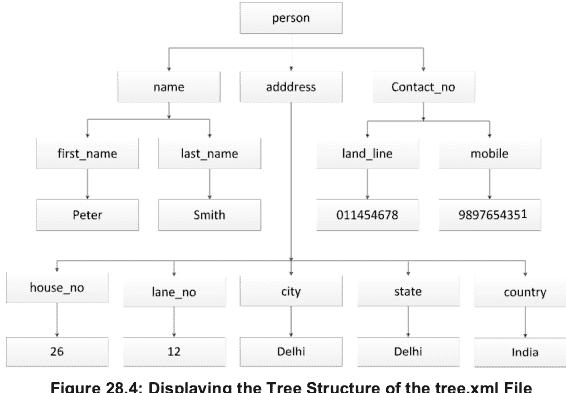 person
name adddress Contact_no
first_name last_name land_line mobile
Peter Smith 011454678 9897654351
house_no lane_no city state country
26 12 Delhi Delhi India
Figure 28.4: Displaying the Tree Structure of the tree.xml File